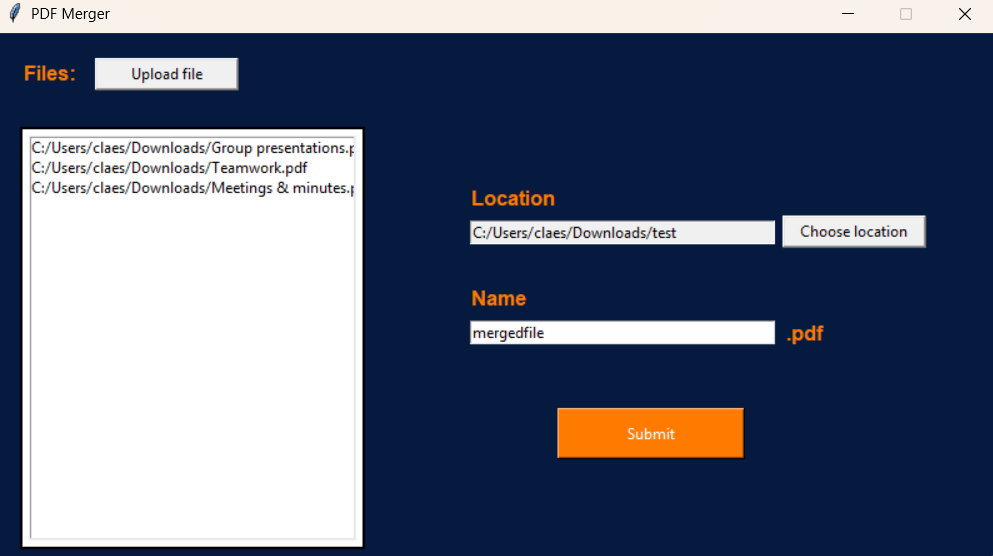 PDF Merger
Files:
Upload file
C:/Users/claes/Downloads/Group presentations.p
C:/Users/claes/Downloads/Teamwork.pdf
C:/Users/claes/Downloads/Meetings & minutes.p
Location
C:/Users/claes/Downloads/test
Choose location
Name
mergedfile
.pdf
Submit